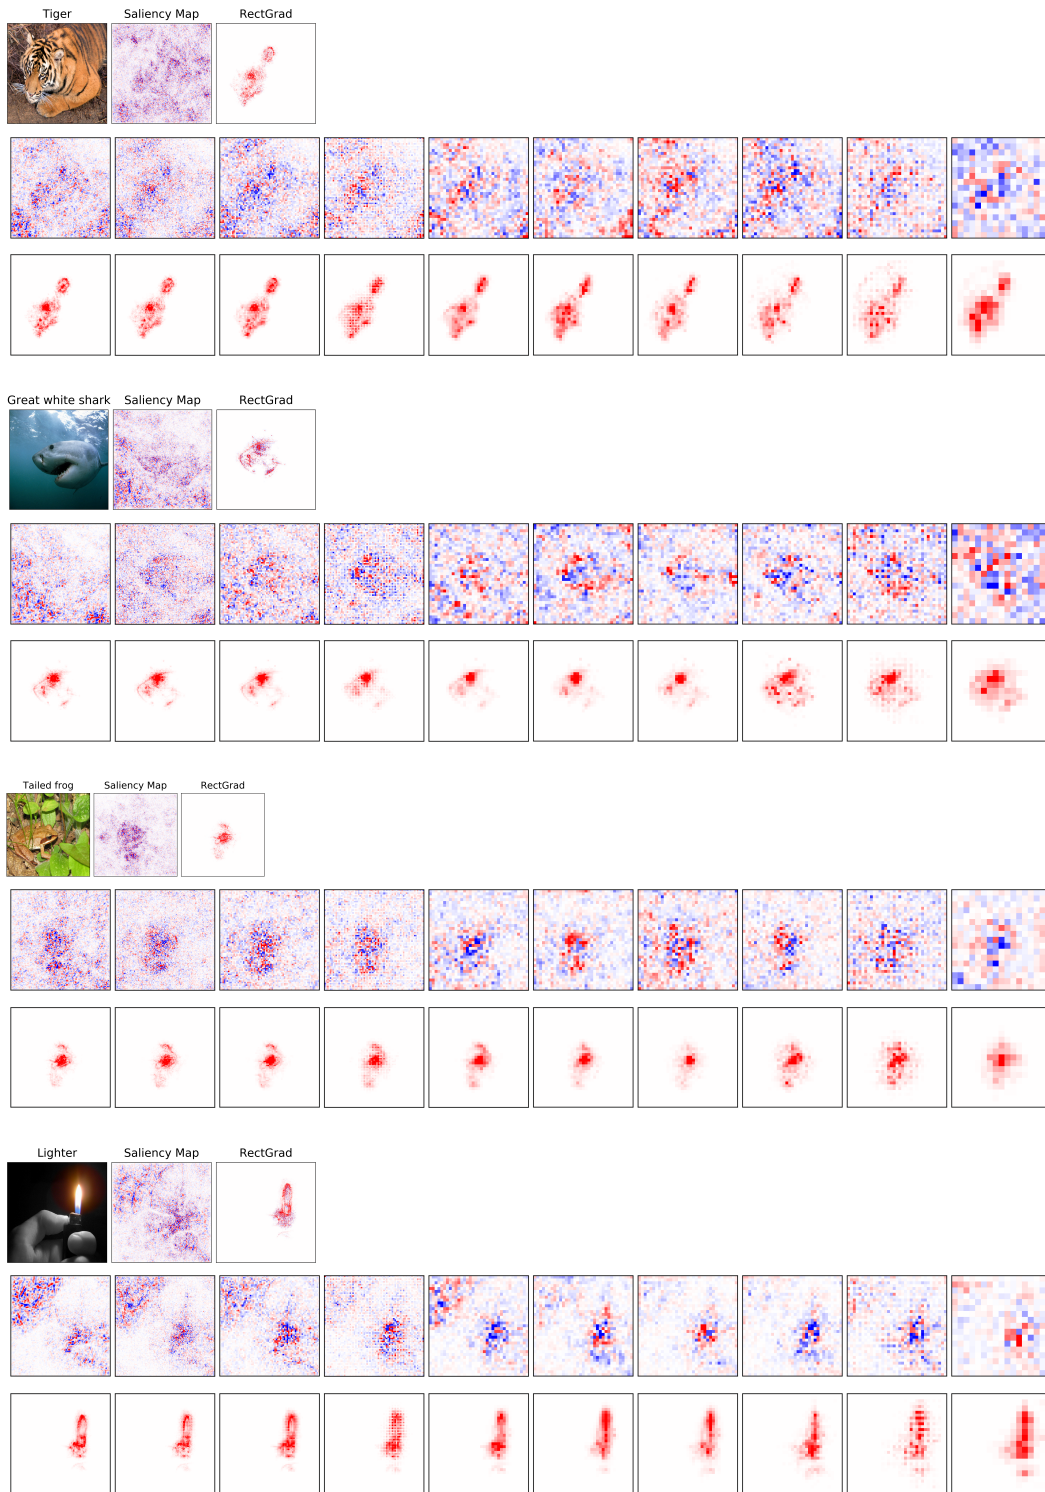 Tiger Saliency Map RectGrad
Great white shark Saliency Map RectGrad
Tailed frog Saliency Map RectGrad
Lighter Saliency Map RectGrad